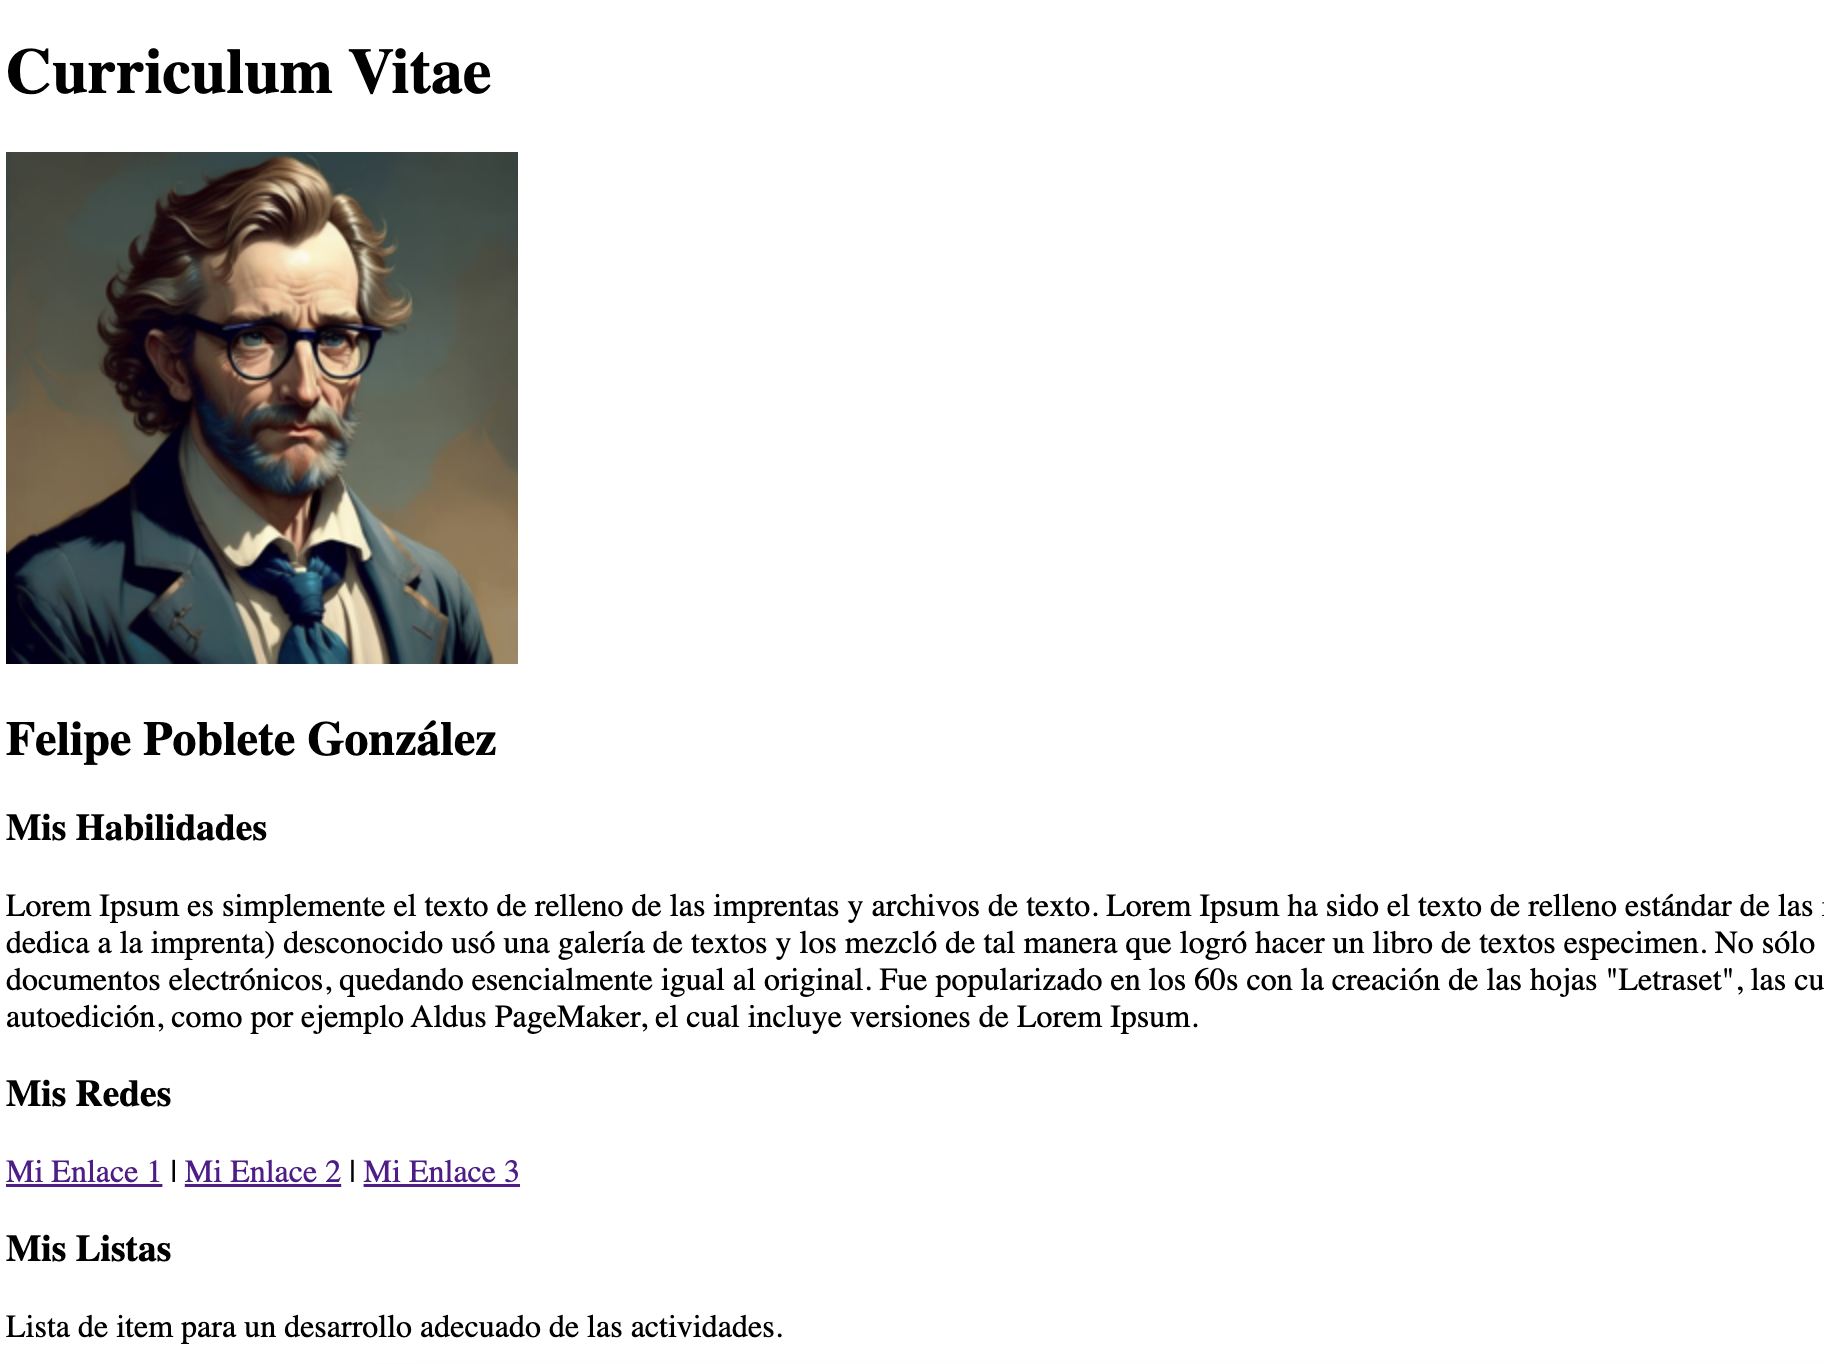 Curriculum Vitae
Felipe Poblete González
Mis Habilidades
Lorem Ipsum es simplemente el texto de relleno de las imprentas y archivos de texto. Lorem Ipsum ha sido el texto de relleno estándar de las
dedica a la imprenta) desconocido usó una galería de textos y los mezcló de tal manera que logró hacer un libro de textos especimen. No sólo
documentos electrónicos, quedando esencialmente igual al original. Fue popularizado en los 60s con la creación de las hojas "Letraset", las
autoedición, como por ejemplo Aldus PageMaker, el cual incluye versiones de Lorem Ipsum.
Mis Redes
Mi Enlace 1 | Mi Enlace 2 | Mi Enlace 3
Mis Listas
Lista de item para un desarrollo adecuado de las actividades.